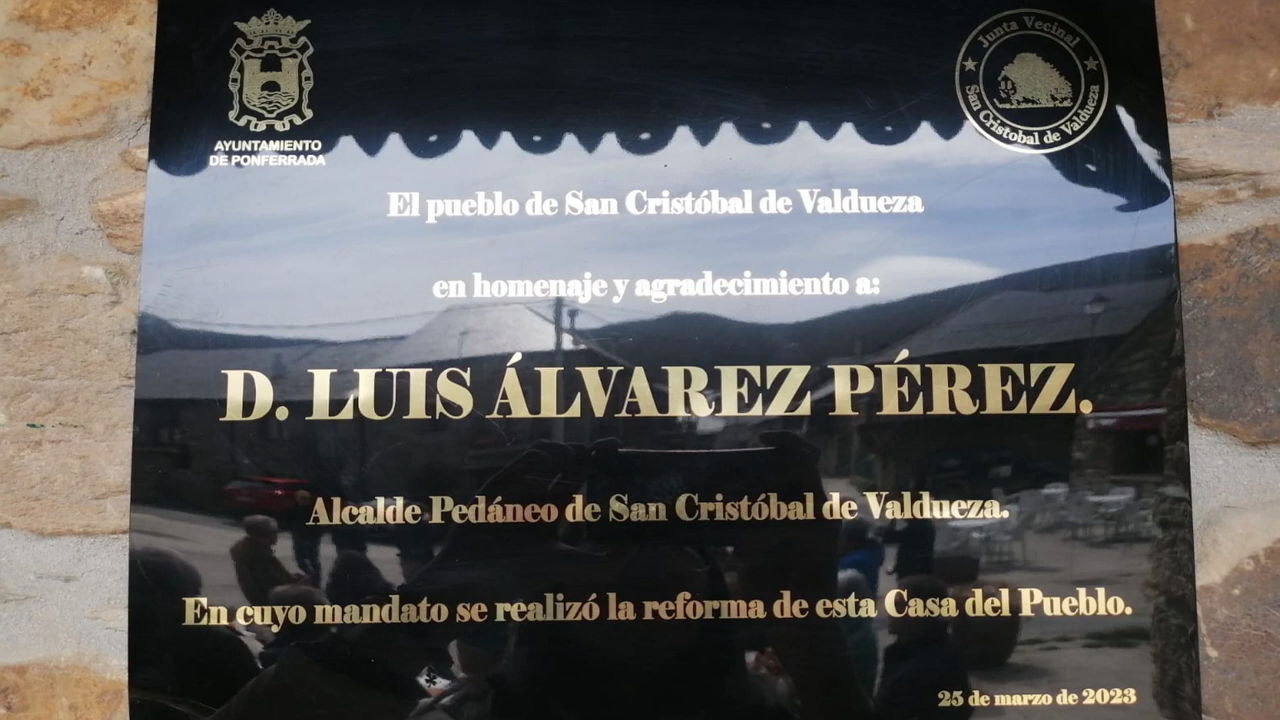 AYUNTAMIENTO
DE PONFERRADA
Junta Vecinal
San Cristobal de Valdueza
El pueblo de San Cristóbal de Valdueza
en homenaje y agradecimiento a:
D. LUIS ÁLVAREZ PÉREZ.
Alcalde Pedáneo de San Cristóbal de Valdueza.
En cuyo mandato se realizó la reforma de esta Casa del Pueblo.
25 de marzo de 2023